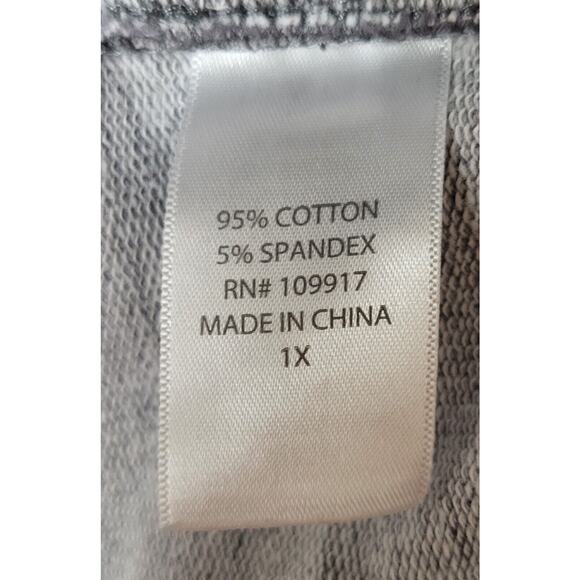 95% COTTON
5% SPANDEX
RN# 109917
MADE IN CHINA
1X